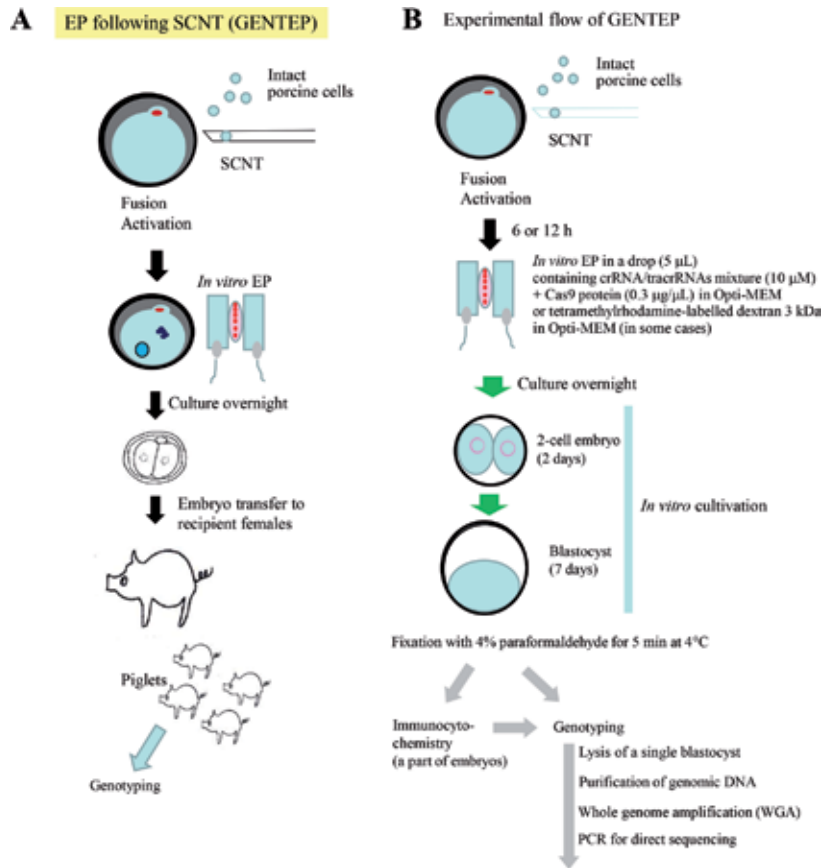 A
EP following SCNT (GENTEP)
Intact
porcine cells
SCNT
Fusion
Activation
In vitro EP
Culture overnight
Embryo transfer to
recipient females
Piglets
Genotyping
B
Experimental flow of GENTEP
Intact
porcine cells
SCNT
Fusion
Activation
6 or 12 h
In vitro EP in a drop (5 µL)
containing crRNA/tracrRNAs mixture (10 µM)
+ Cas9 protein (0.3 µg/µL) in Opti-MEM
or tetramethylrhodamine-labelled dextran 3 kDa
in Opti-MEM (in some cases)
Culture overnight
2-cell embryo
(2 days)
In vitro cultivation
Blastocyst
(7 days)
Fixation with 4% paraformaldehyde for 5 min at 4°C
Immunocyto-
chemistry
(a part of embryos)
Genotyping
Lysis of a single blastocyst
Purification of genomic DNA
Whole genome amplification (WGA)
PCR for direct sequencing